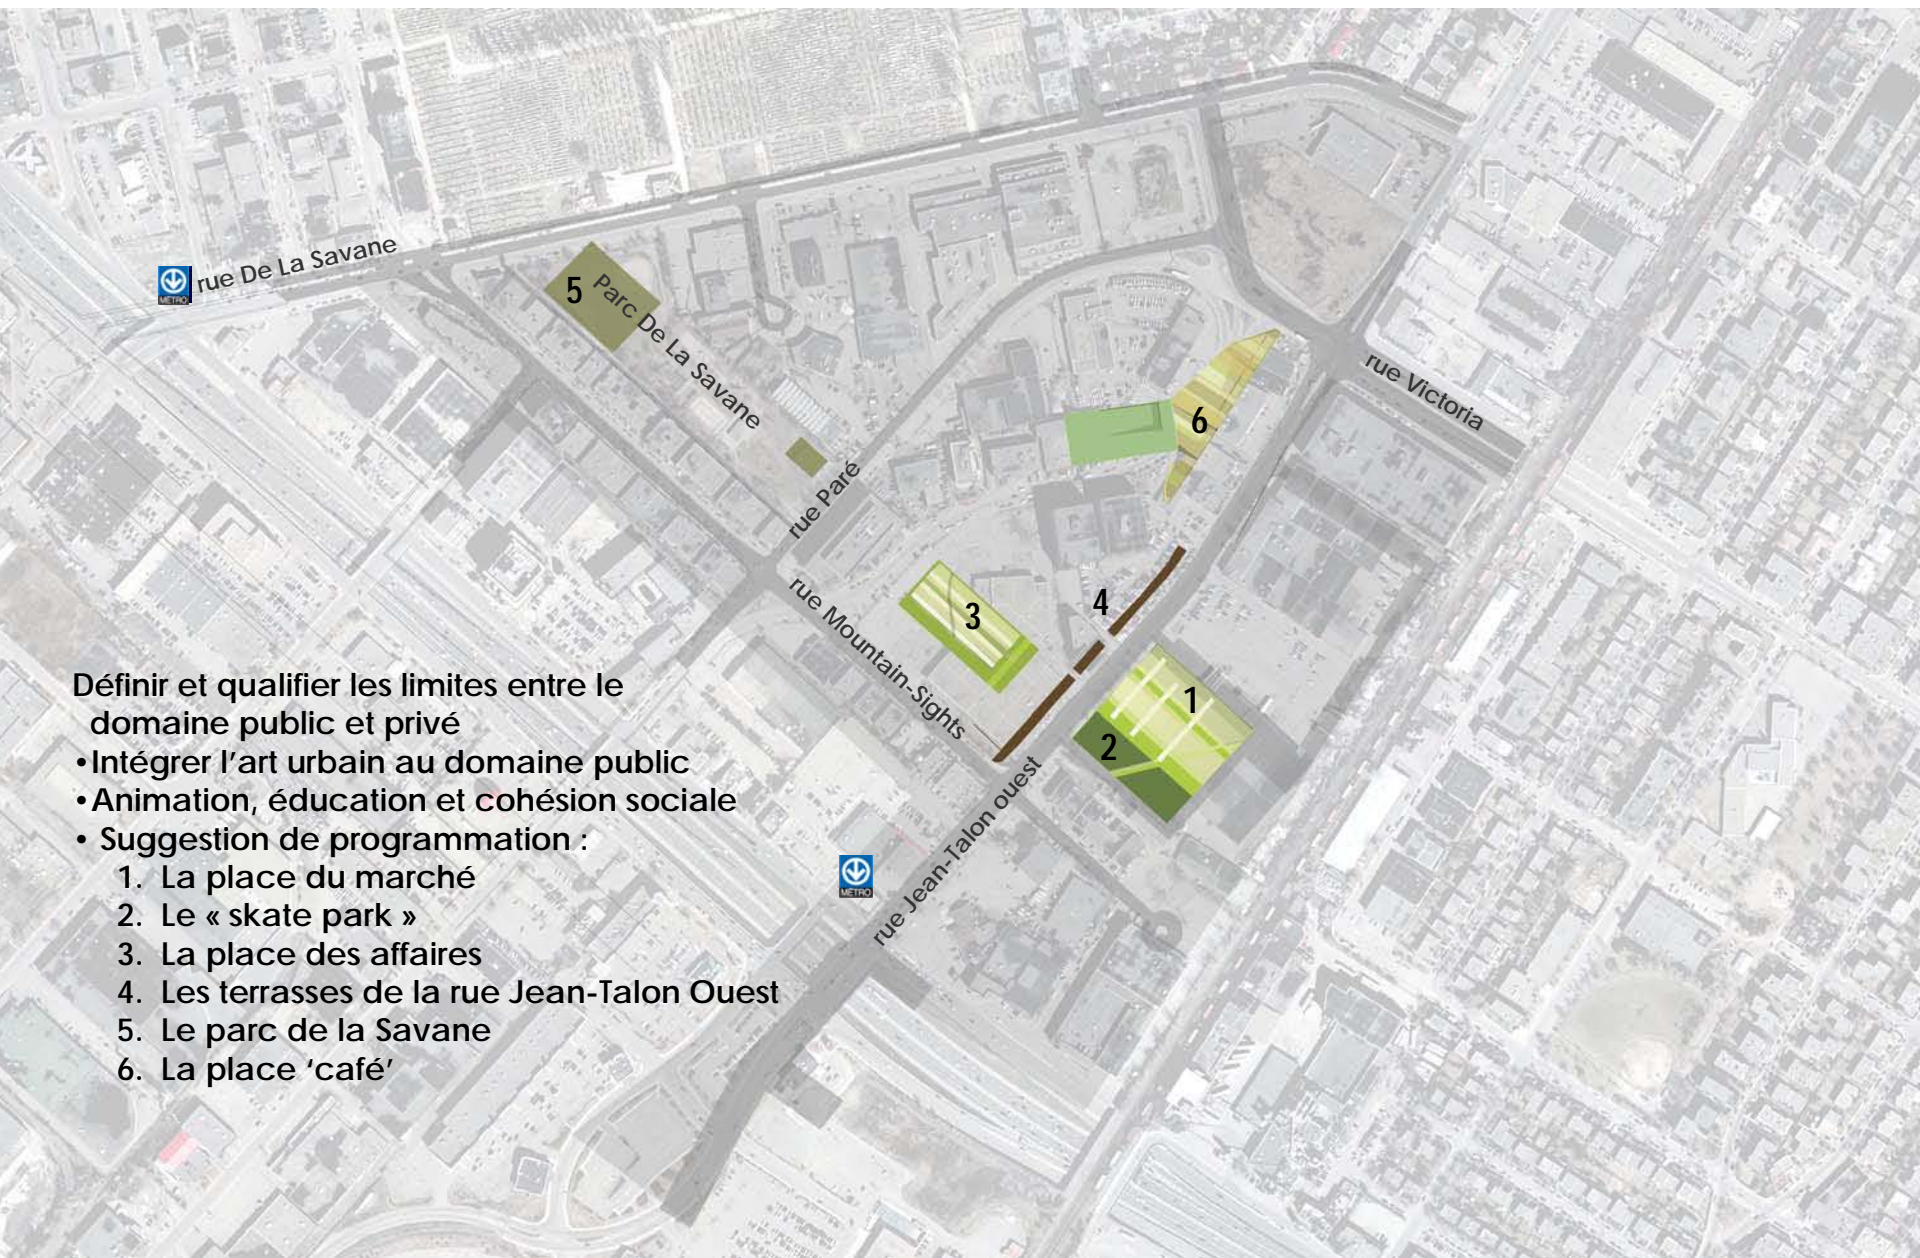 METRO
rue De La Savane
5
Parc De La Savane
rue Victoria
6
rue Paré
3
4
rue Mountain-Sights
1
2
Définir et qualifier les limites entre le
domaine public et privé
•Intégrer l'art urbain au domaine public
•Animation, éducation et cohésion sociale
• Suggestion de programmation :
1. La place du marché
2. Le « skate park »
3. La place des affaires
4. Les terrasses de la rue Jean-Talon Ouest
5. Le parc de la Savane
6. La place ‘café’
METRO
rue Jean-Talon ouest